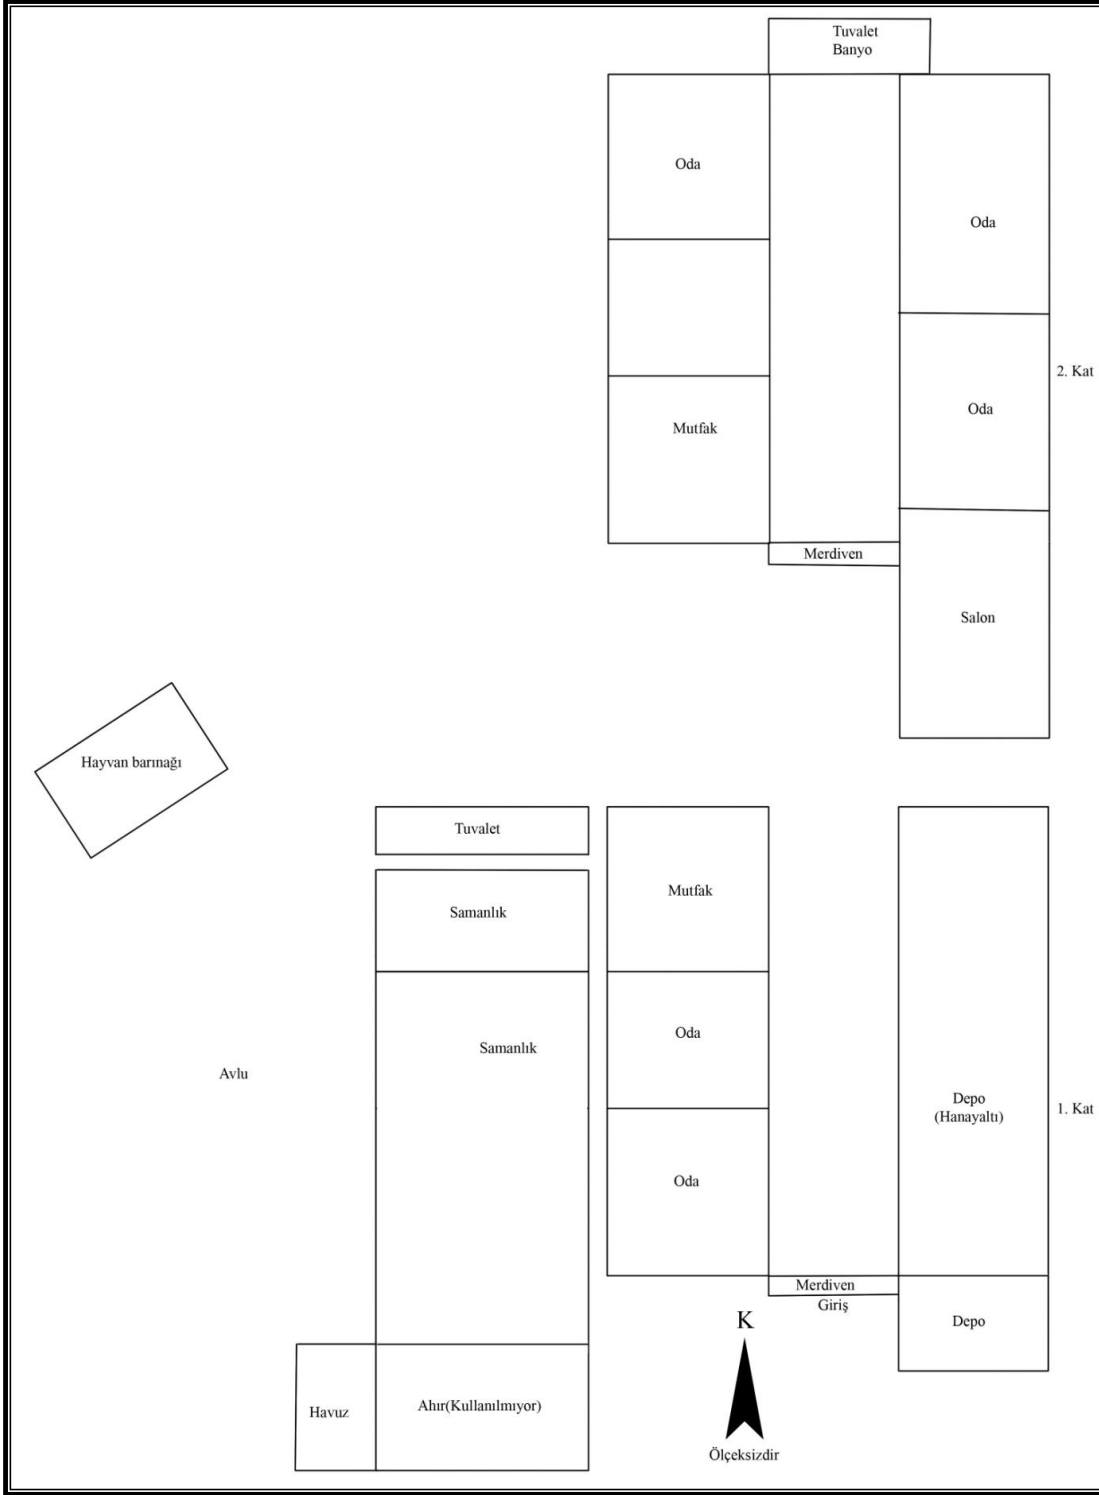 Tuvalet
Banyo
Oda
Oda
2. Kat
Oda
Mutfak
Merdiven
Salon
Hayvan barınağı
Tuvalet
Mutfak
Samanlık
Oda
Samanlık
Avlu
Depo
(Hanayaltı)
1. Kat
Oda
Merdiven
Giriş
Depo
K
Havuz
Ahır(Kullanılmıyor)
Ölçeksizdir